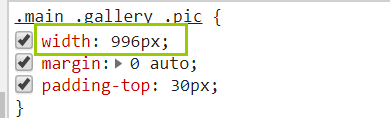 .main .gallery .pic {
width: 996px;
margin: 0 auto;
padding-top: 30px;
}